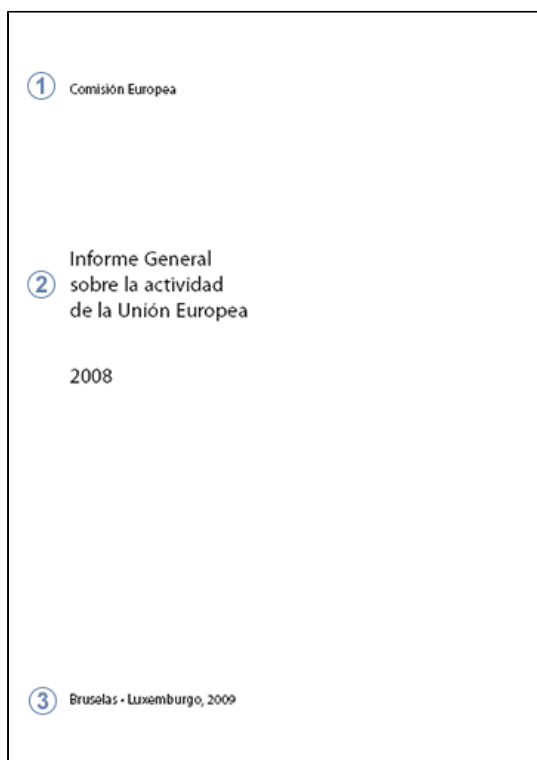 1 Comisión Europea
Informe General
2 sobre la actividad
de la Unión Europea
2008
3 Bruselas • Luxemburgo, 2009